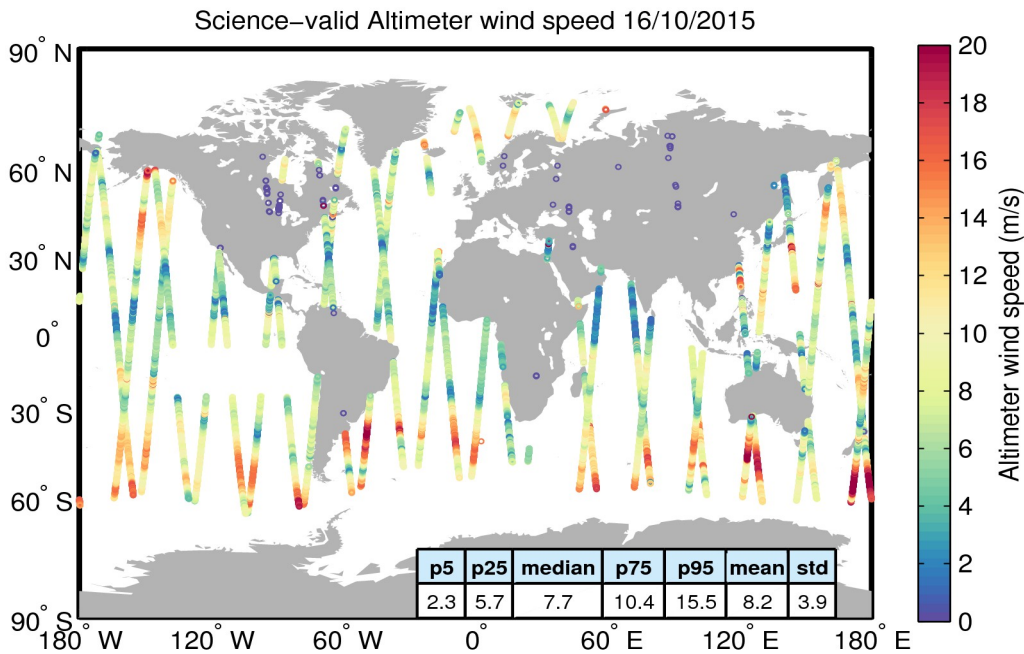 Science−valid Altimeter wind speed 16/10/2015
90° N
60° N
30° N
0°
30° S
60° S
90° S
180° W
120° W
60° W
0°
60° E
120° E
180° E
p5 p25 median p75 p95 mean std
2.3 5.7 7.7 10.4 15.5 8.2 3.9
20
18
16
14
12
10
8
6
4
2
0
Altimeter wind speed (m/s)